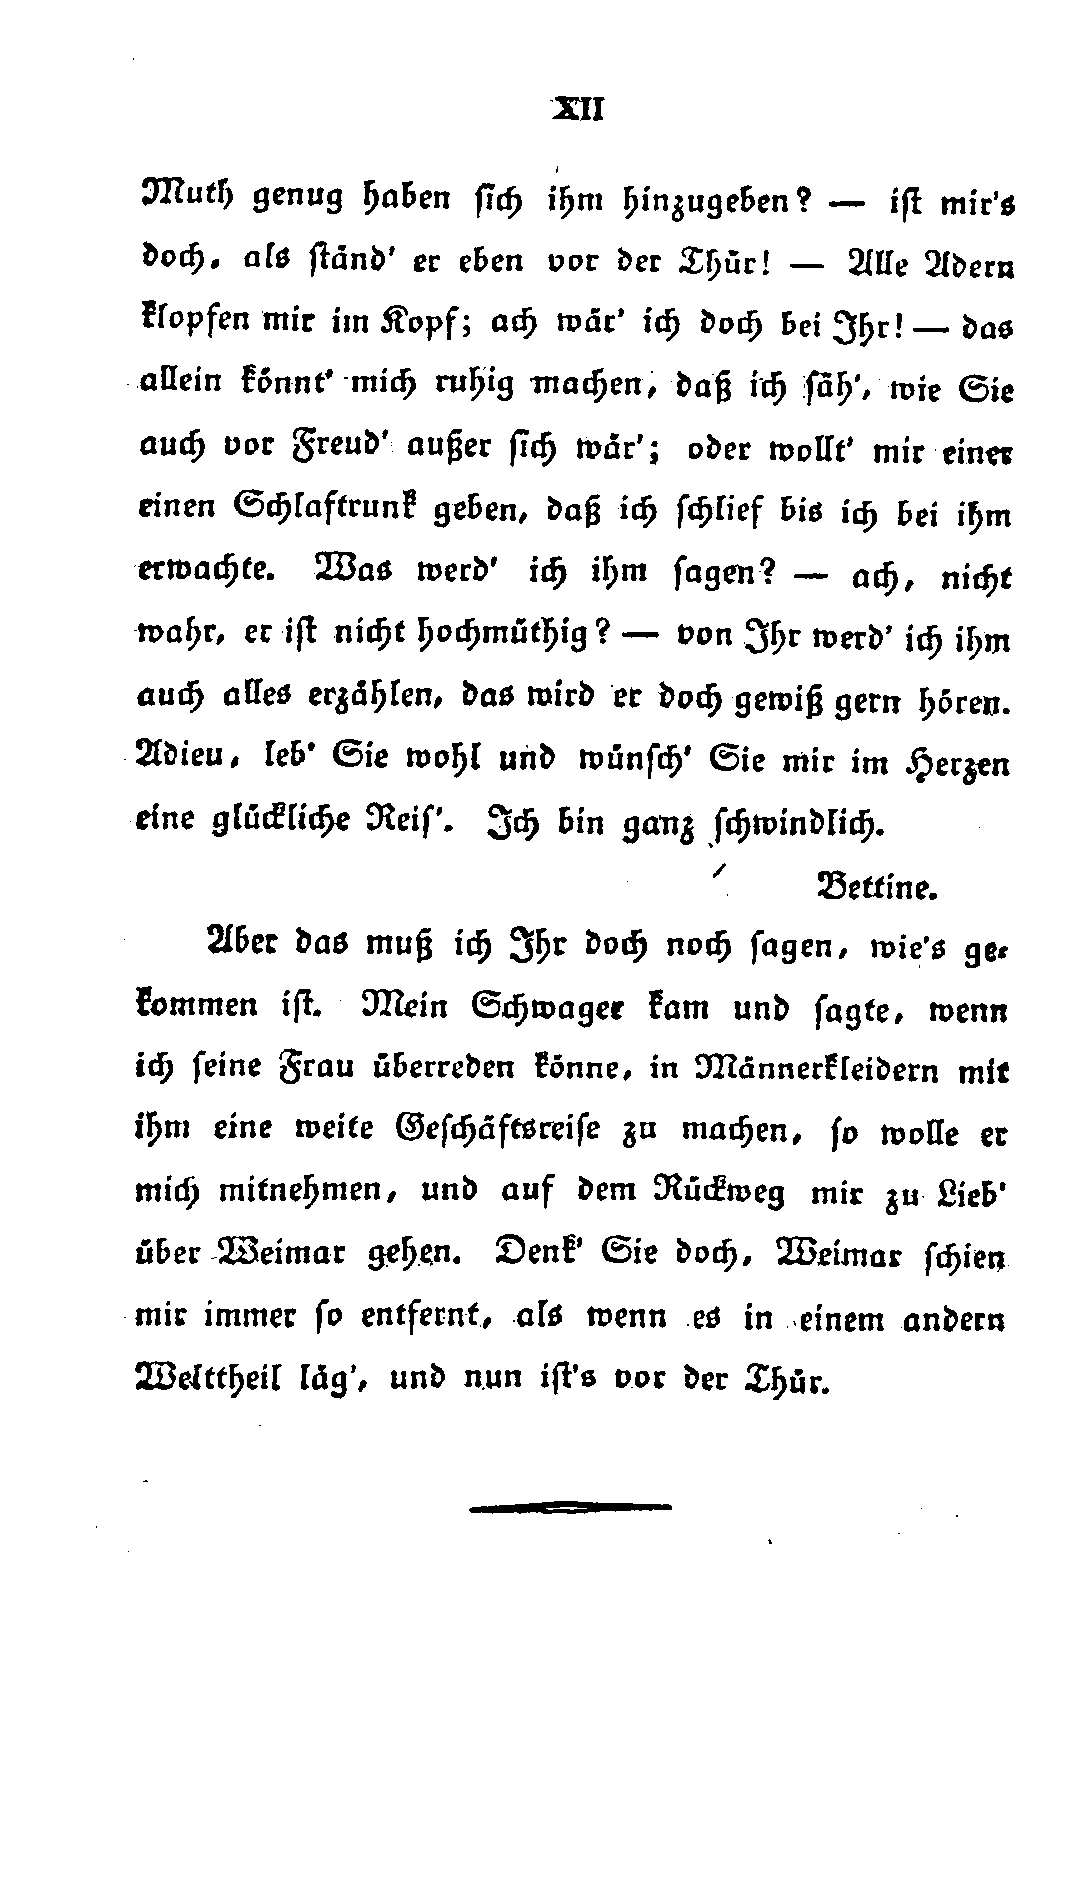 XII
Muth genug haben ſich ihm hinzugeben? — iſt mir's
doch, als ſtänd' er eben vor der Thür! — Alle Adern
klopfen mir im Kopf; ach wär' ich doch bei Ihr! — das
allein könnt' mich ruhig machen, daß ich ſäh', wie Sie
auch vor Freud' außer ſich wär'; oder wollt' mir einer
einen Schlaftrunk geben, daß ich ſchlief bis ich bei ihm
erwachte. Was werd' ich ihm ſagen? — ach, nicht
wahr, er iſt nicht hochmüthig? — von Ihr werd' ich ihm
auch alles erzählen, das wird er doch gewiß gern hören.
Adieu, leb' Sie wohl und wünſch' Sie mir im Herzen
eine glückliche Reiſ'. Ich bin ganz ſchwindlich.
Bettine.
Aber das muß ich Ihr doch noch ſagen, wie's ge-
kommen iſt. Mein Schwager kam und ſagte, wenn
ich ſeine Frau überreden könne, in Männerkleidern mit
ihm eine weite Geſchäftsreiſe zu machen, ſo wolle er
mich mitnehmen, und auf dem Rückweg mir zu Lieb'
über Weimar gehen. Denk' Sie doch, Weimar ſchien
mir immer ſo entfernt, als wenn es in einem andern
Welttheil läg', und nun iſt's vor der Thür.